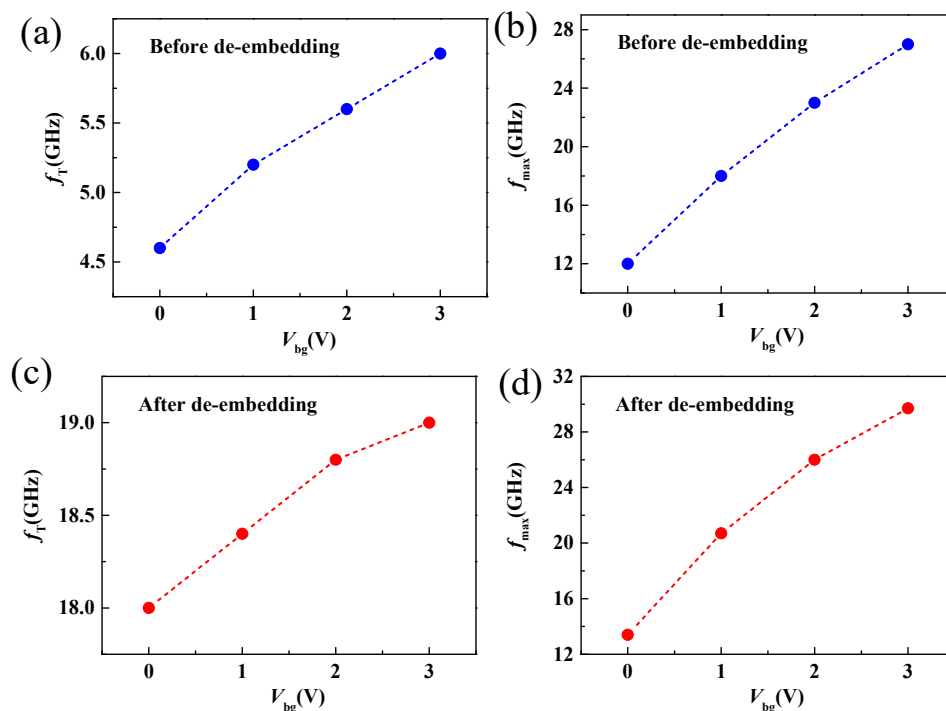 (a)
Before de-embedding
6.0
5.5
5.0
4.5
f_T(GHz)
0 1 2 3
V_bg(V)
(b)
Before de-embedding
28
24
20
16
12
f_max(GHz)
0 1 2 3
V_bg(V)
(c)
After de-embedding
19.0
18.5
18.0
f_T(GHz)
0 1 2 3
V_bg(V)
(d)
After de-embedding
32
28
24
20
16
12
f_max(GHz)
0 1 2 3
V_bg(V)